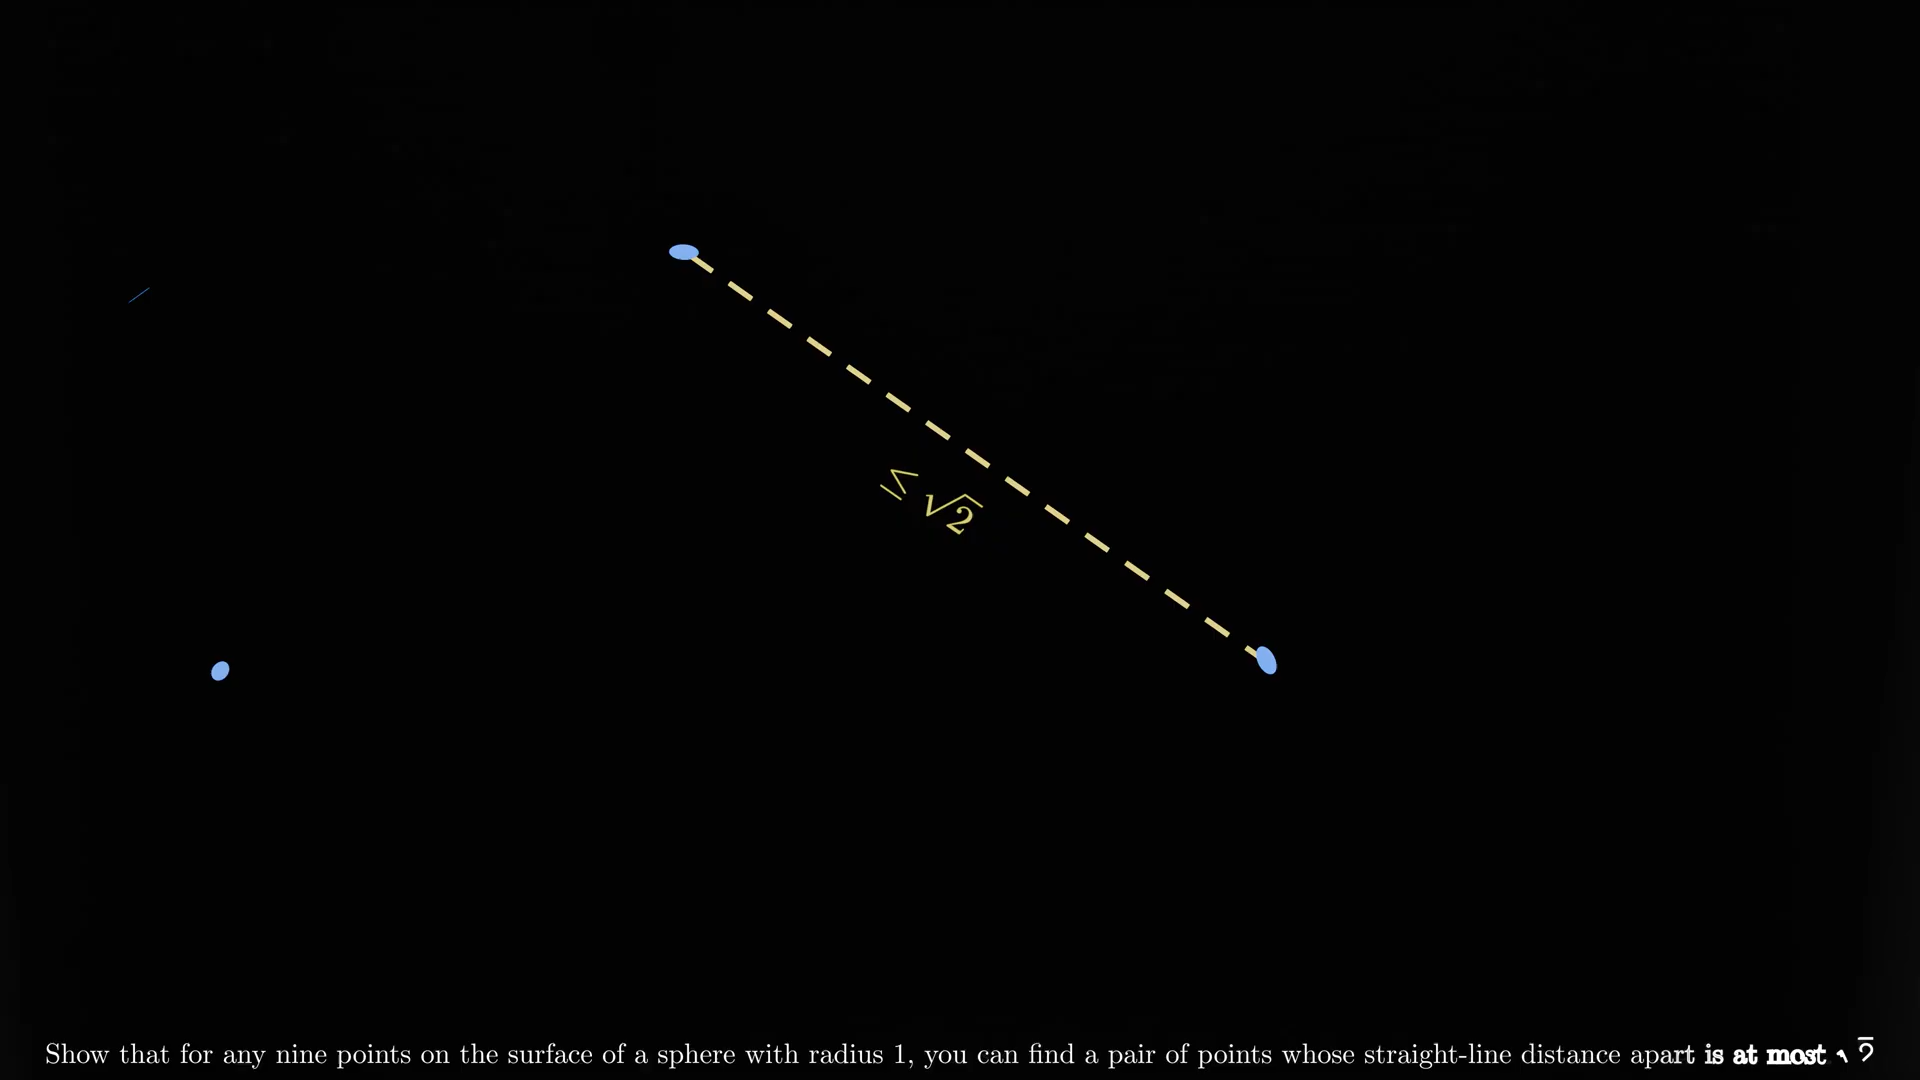 ≤ √2
Show that for any nine points on the surface of a sphere with radius 1, you can find a pair of points whose straight-line distance apart is at most